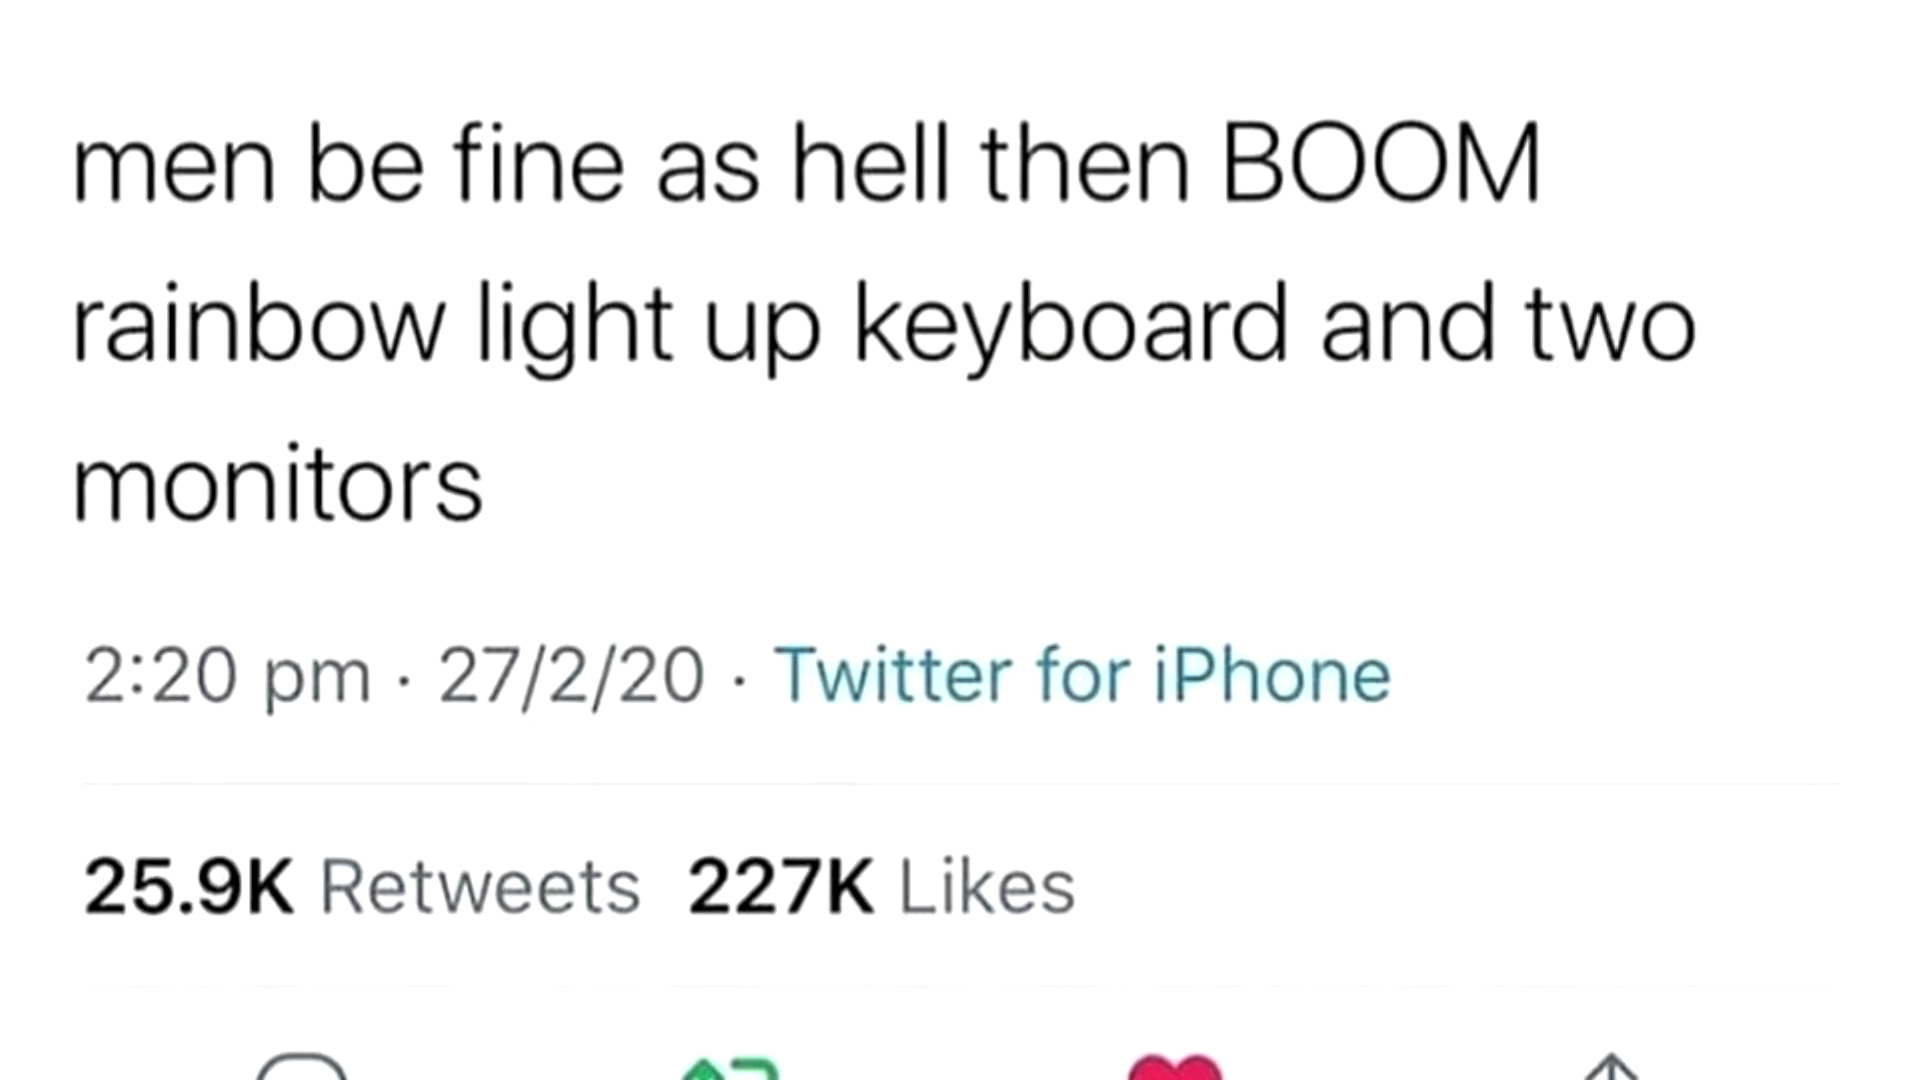 men be fine as hell then BOOM
rainbow light up keyboard and two
monitors
2:20 pm · 27/2/20 · Twitter for iPhone
25.9K Retweets 227K Likes